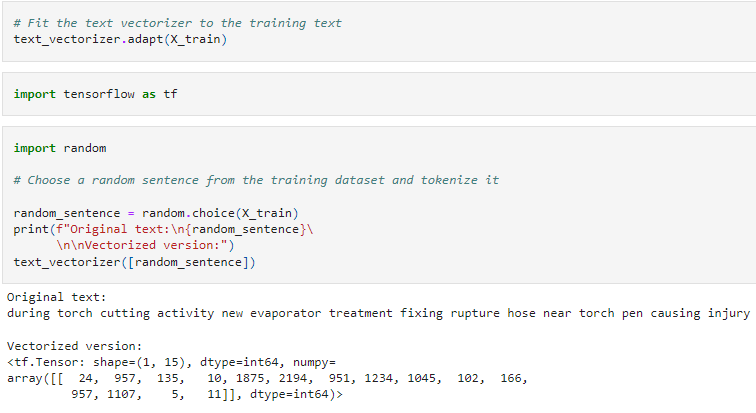 # Fit the text vectorizer to the training text
text_vectorizer.adapt(X_train)
import tensorflow as tf
import random
# Choose a random sentence from the training dataset and tokenize it
random_sentence = random.choice(X_train)
print(f"Original text:\n{random_sentence}\
      \n\nVectorized version:")
text_vectorizer([random_sentence])
Original text:
during torch cutting activity new evaporator treatment fixing rupture hose near torch pen causing injury
Vectorized version:
<tf.Tensor: shape=(1, 15), dtype=int64, numpy=
array([[  24,  957,  135,   10, 1875, 2194,  951, 1234, 1045,  102,  166,
         957, 1107,    5,   11]], dtype=int64)>